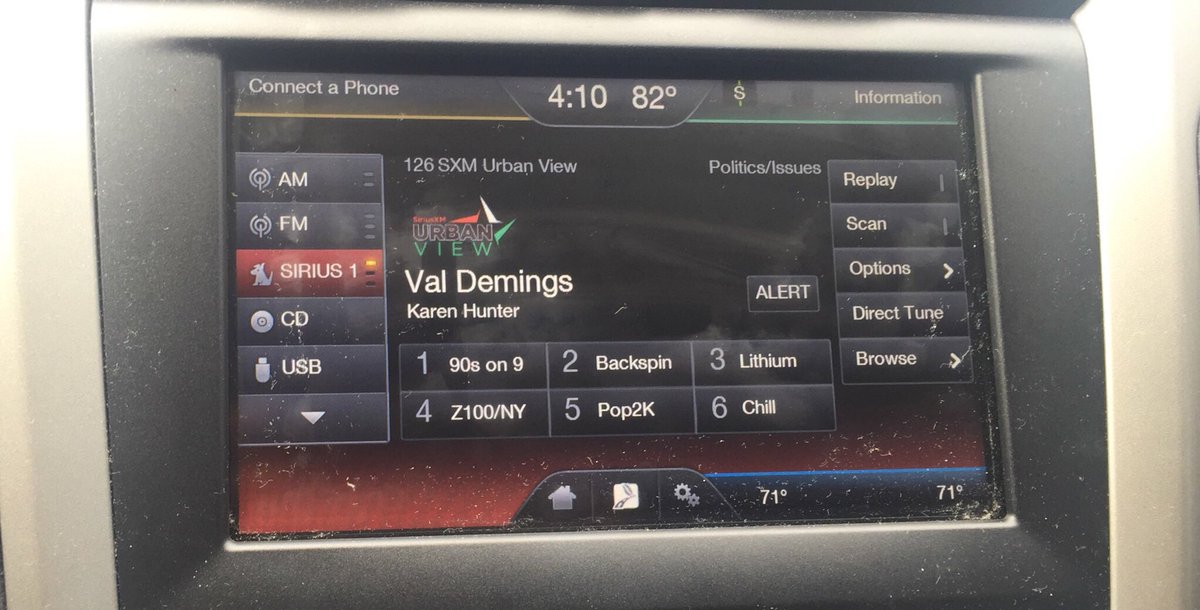 Connect a Phone
4:10 82°
S
Information
AM
FM
SIRIUS 1
CD
USB
126 SXM Urban View
Politics/Issues
SiriusXM
URBAN
VIEW
Val Demings
Karen Hunter
ALERT
1 90s on 9
2 Backspin
3 Lithium
4 Z100/NY
5 Pop2K
6 Chill
Replay
Scan
Options
Direct Tune
Browse
71°
71°